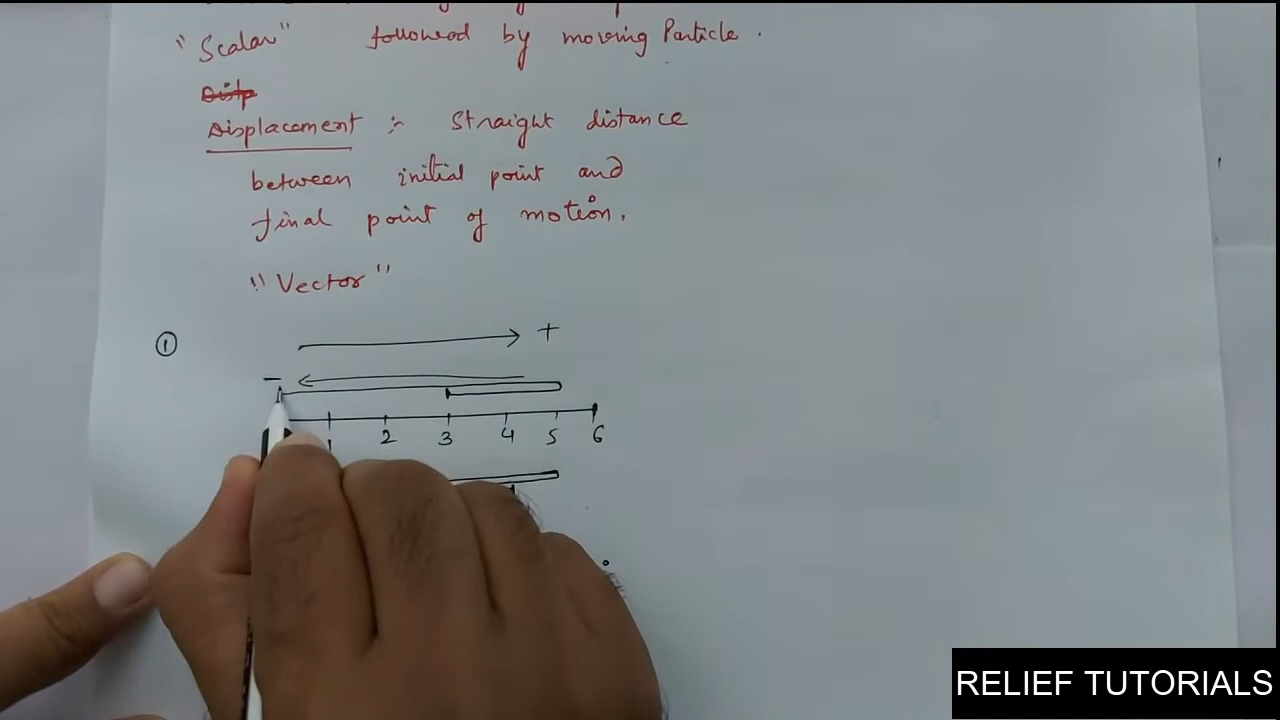 "Scalar" followed by moving Particle.
Displacement :- Straight distance
between initial point and
final point of motion.
"Vector"
① +
-
1 2 3 4 5 6
RELIEF TUTORIALS